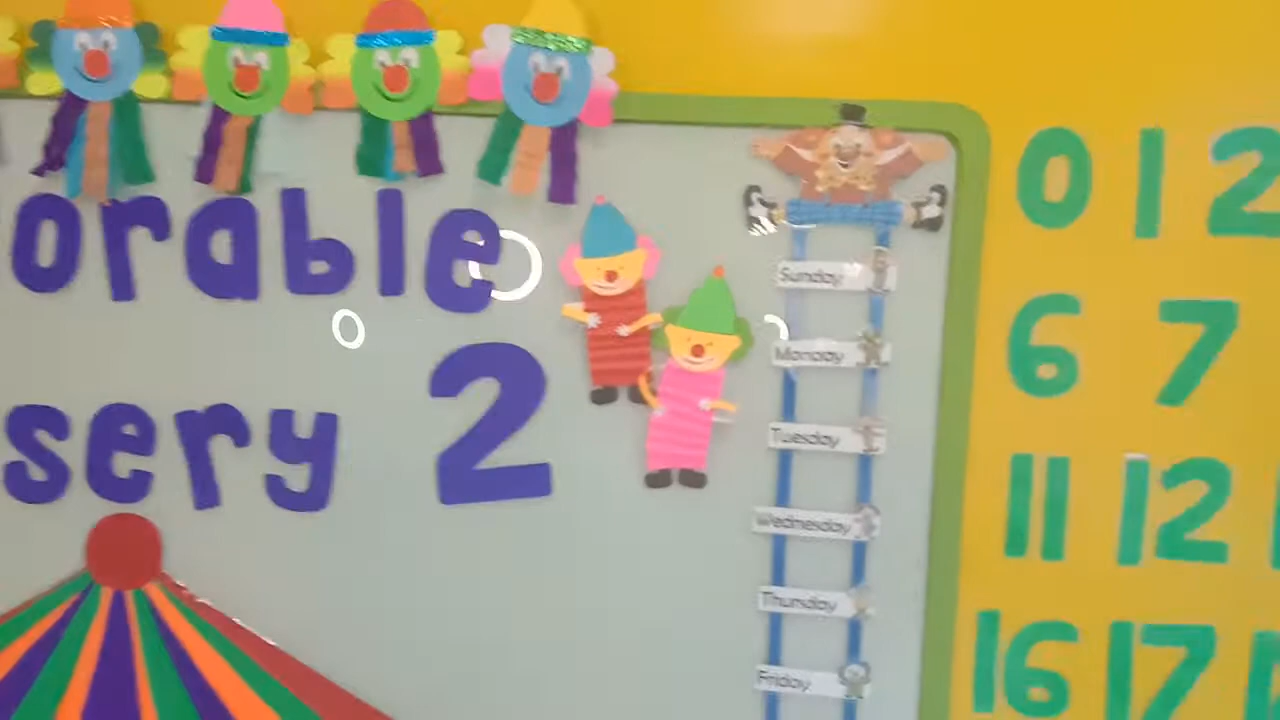 orable
sery 2
Sunday
Monday
Tuesday
Wednesday
Thursday
Friday
0 1 2
6 7
11 12
16 17